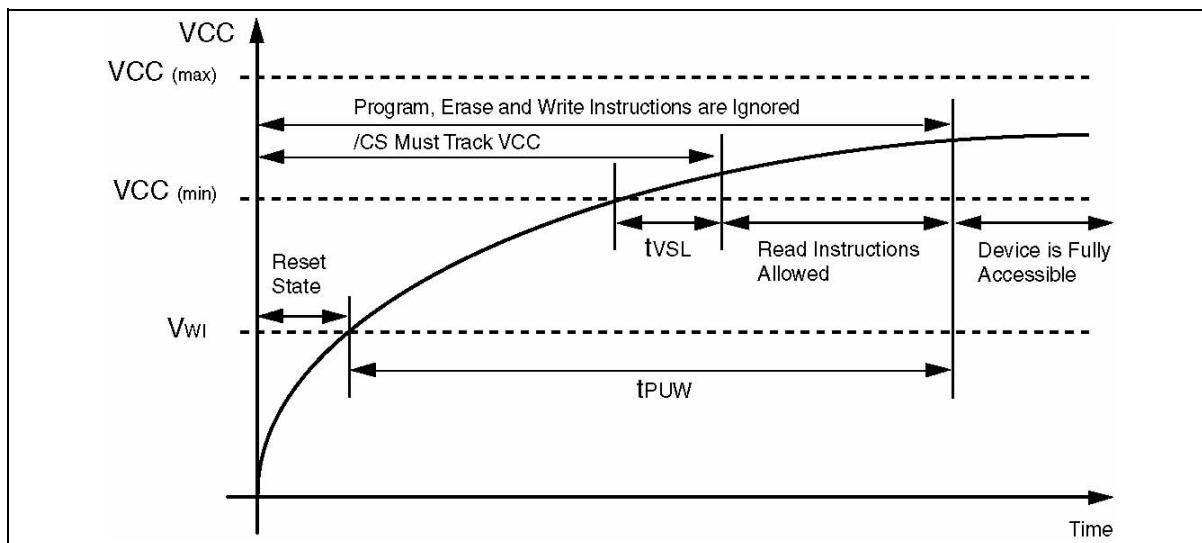 VCC
VCC (max)
Program, Erase and Write Instructions are Ignored
/CS Must Track VCC
VCC (min)
tVSL
Read Instructions
Allowed
Device is Fully
Accessible
Reset
State
VWI
tPUW
Time